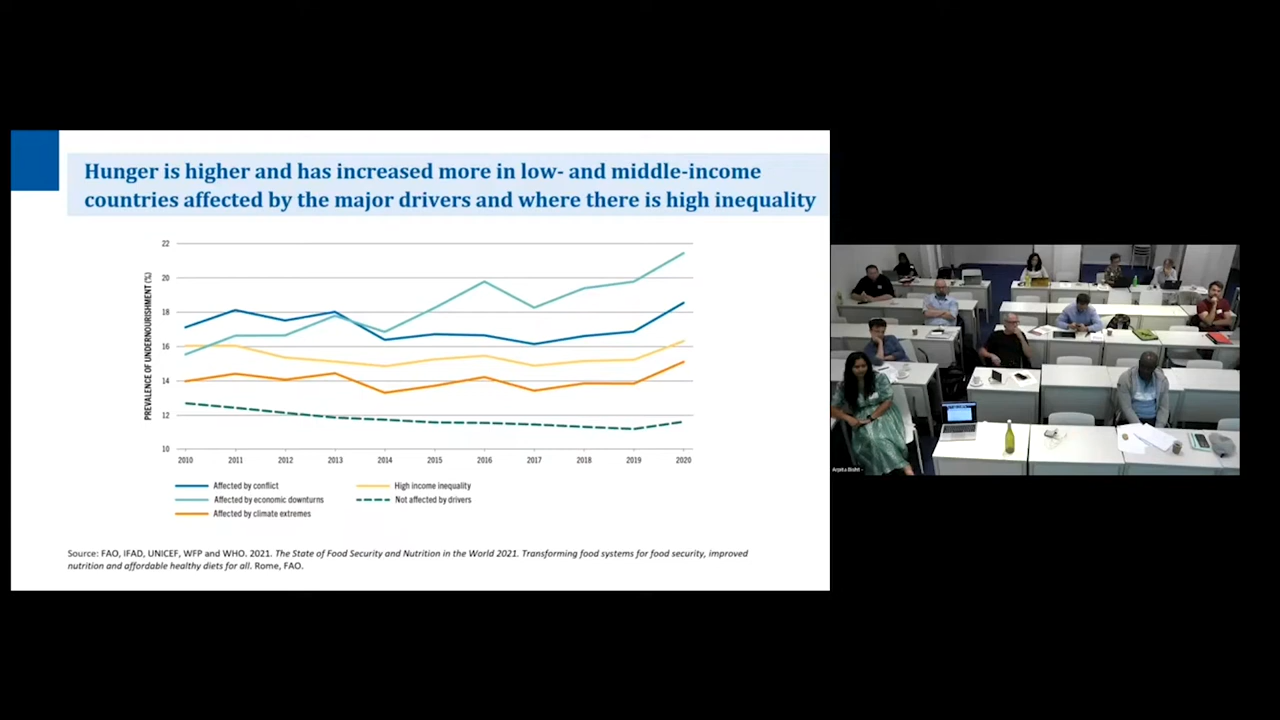 Hunger is higher and has increased more in low- and middle-income
countries affected by the major drivers and where there is high inequality
PREVALENCE OF UNDERNOURISHMENT (%)
22
20
18
16
14
12
10
2010 2011 2012 2013 2014 2015 2016 2017 2018 2019 2020
Affected by conflict
High income inequality
Affected by economic downturns
Not affected by drivers
Affected by climate extremes
Source: FAO, IFAD, UNICEF, WFP and WHO. 2021. The State of Food Security and Nutrition in the World 2021. Transforming food systems for food security, improved
nutrition and affordable healthy diets for all. Rome, FAO.